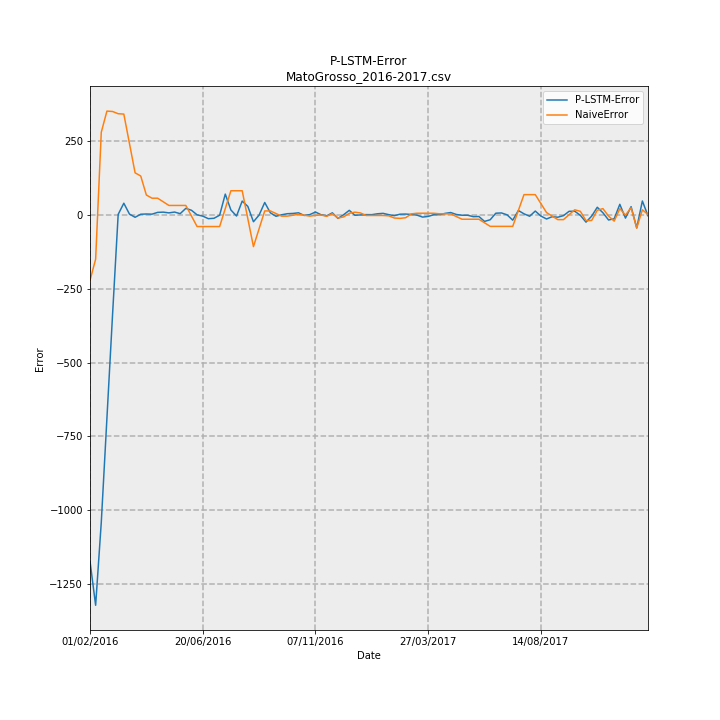 P-LSTM-Error
MatoGrosso_2016-2017.csv
P-LSTM-Error
NaiveError
250
0
−250
−500
−750
−1000
−1250
Error
01/02/2016 20/06/2016 07/11/2016 27/03/2017 14/08/2017
Date